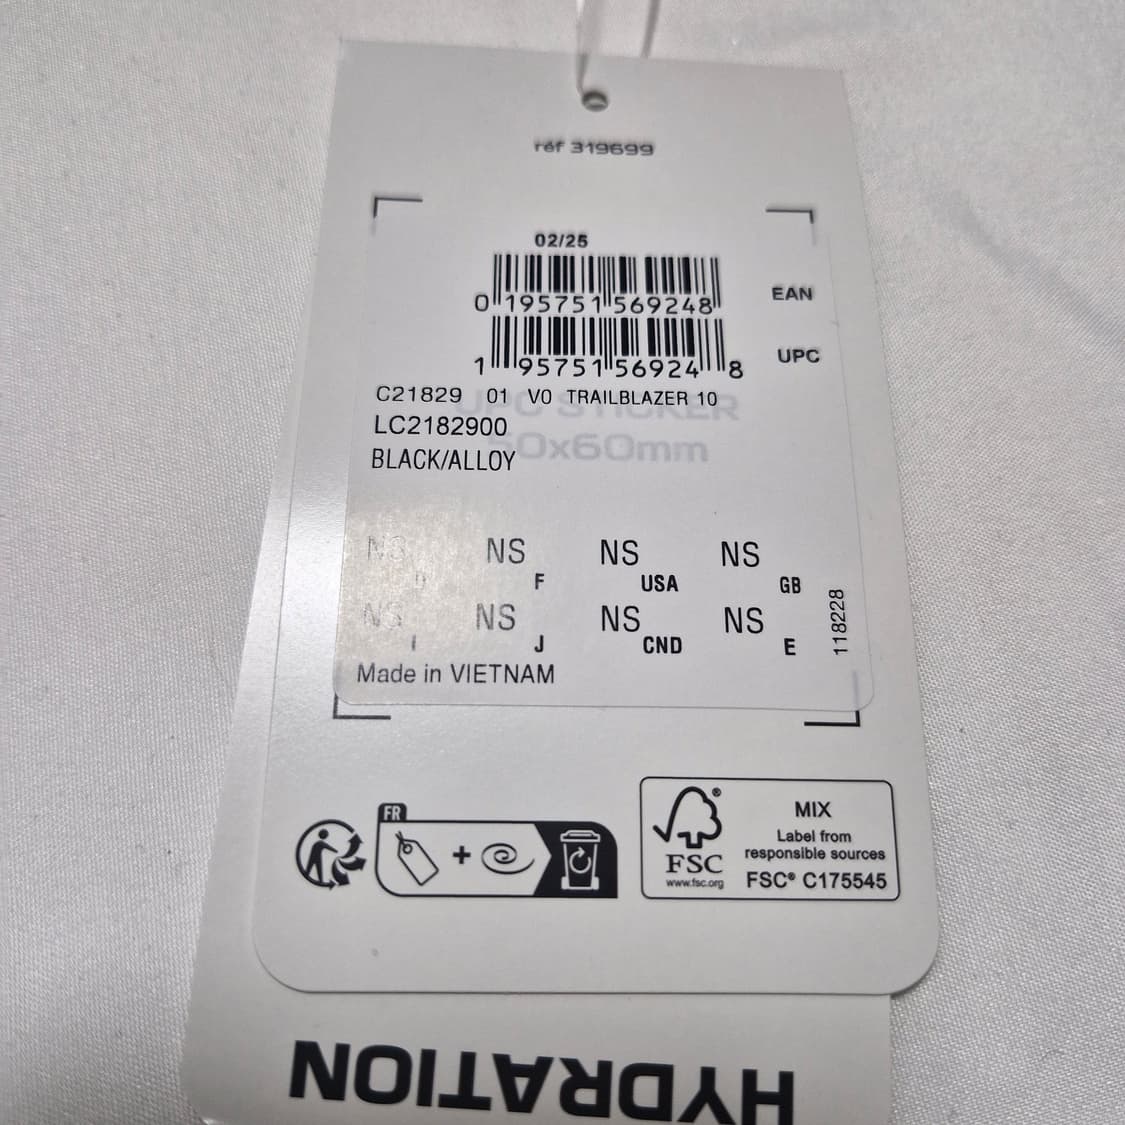 réf 319699
02/25
0 195751 569248
EAN
1 95751 56924 8
UPC
C21829 01 V0 TRAILBLAZER 10
UPC STICKER
LC2182900
50x60mm
BLACK/ALLOY
NS D NS F NS USA NS GB
NS I NS J NS CND NS E
118228
Made in VIETNAM
FR
+
FSC®
www.fsc.org
MIX
Label from
responsible sources
FSC® C175545
HYDRATION